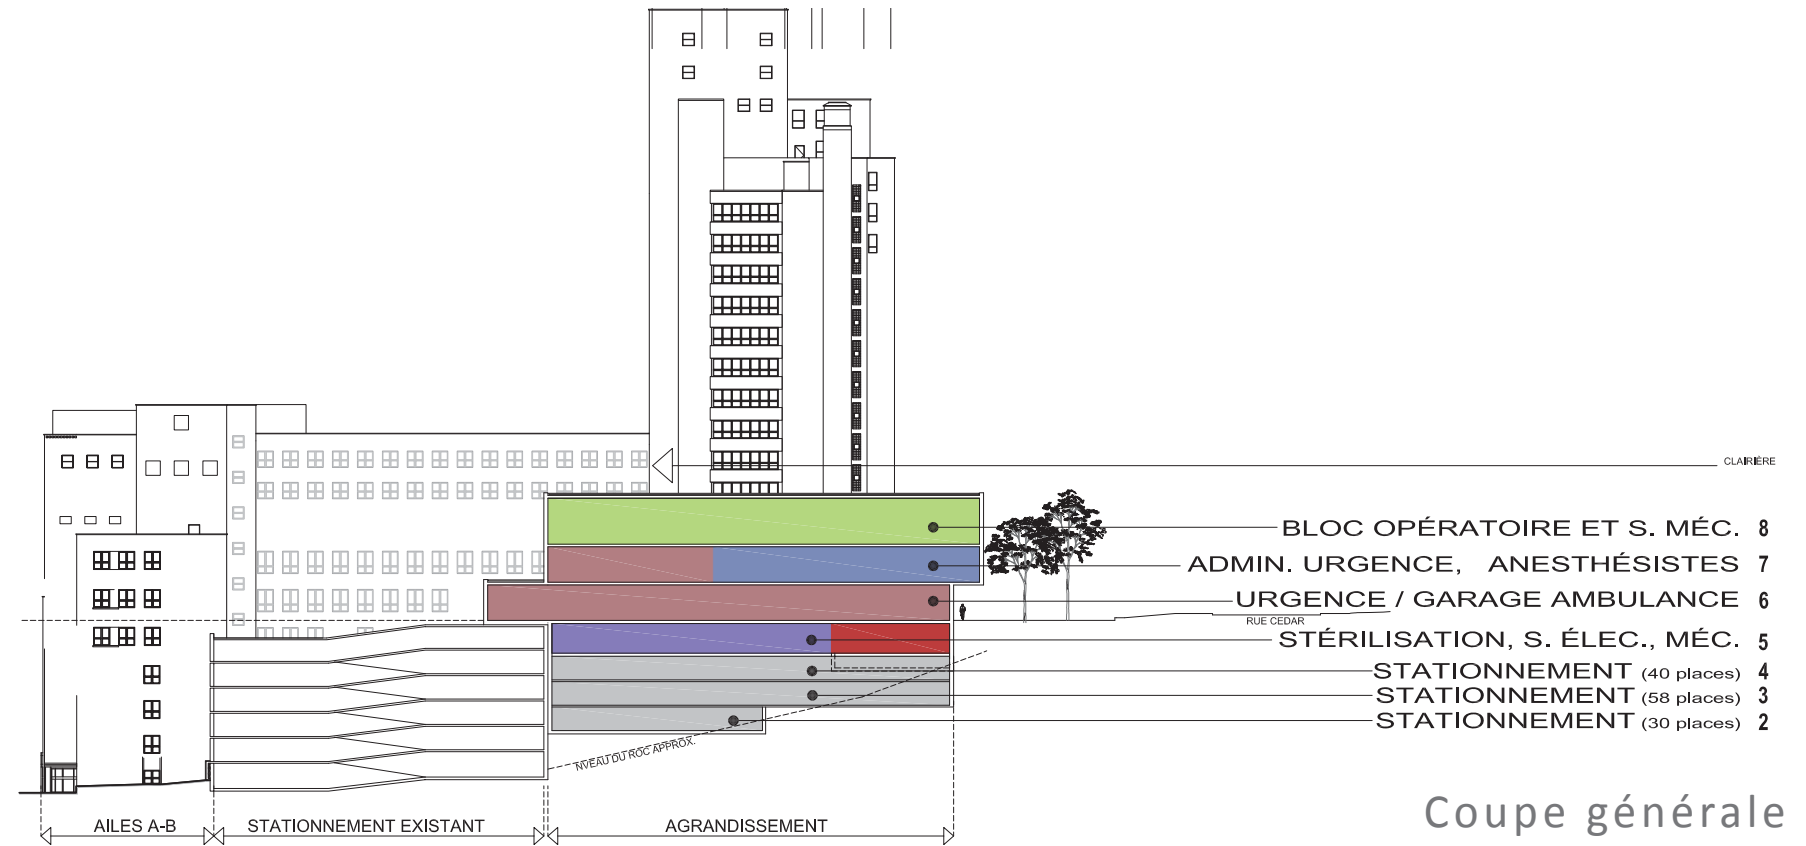 CLAIRIÈRE
BLOC OPÉRATOIRE ET S. MÉC. 8
ADMIN. URGENCE, ANESTHÉSISTES 7
URGENCE / GARAGE AMBULANCE 6
RUE CEDAR
STÉRILISATION, S. ÉLEC., MÉC. 5
STATIONNEMENT (40 places) 4
STATIONNEMENT (58 places) 3
STATIONNEMENT (30 places) 2
NVEAU DU ROC APPROX.
AILES A-B
STATIONNEMENT EXISTANT
AGRANDISSEMENT
Coupe générale